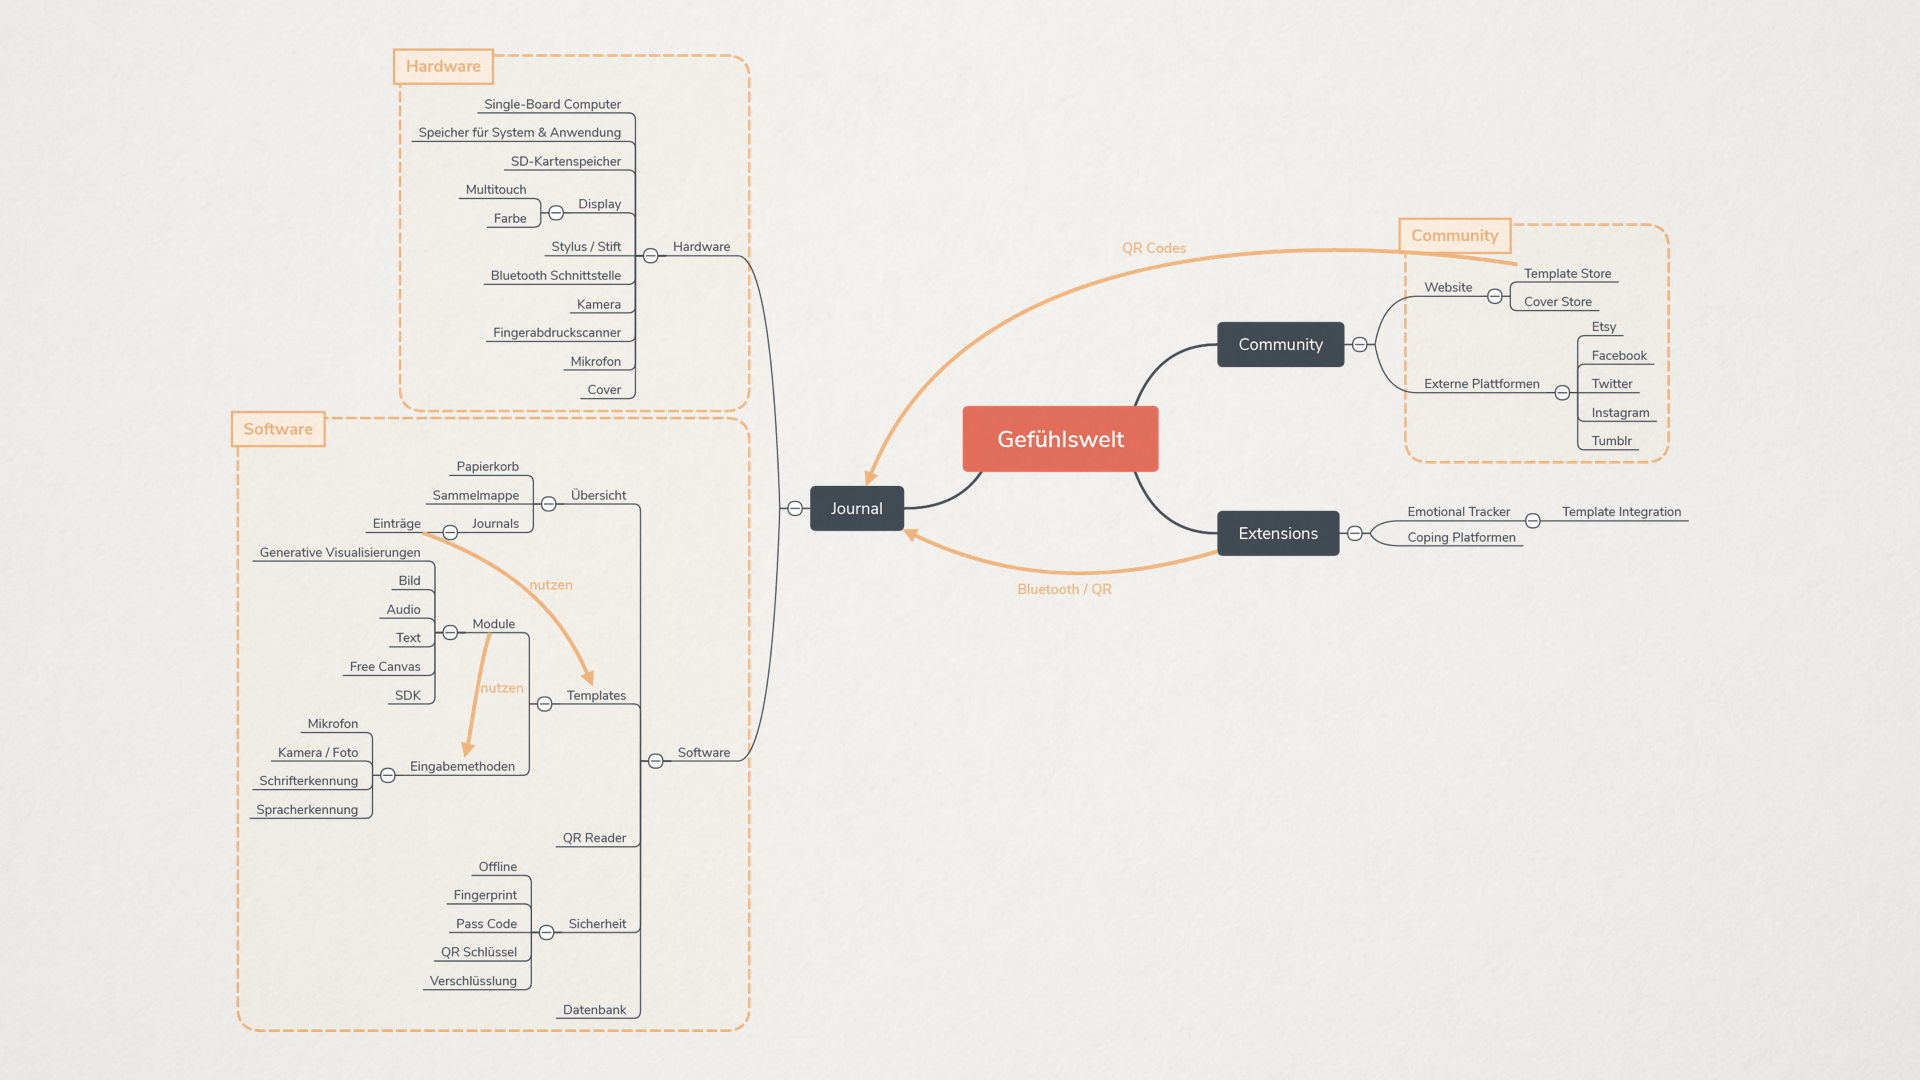 Hardware
Single-Board Computer
Speicher für System & Anwendung
SD-Kartenspeicher
Multitouch
Farbe
Display
Stylus / Stift
Hardware
Bluetooth Schnittstelle
Kamera
Fingerabdruckscanner
Mikrofon
Cover
Software
Papierkorb
Sammelmappe
Übersicht
Einträge
Journals
Generative Visualisierungen
Bild
Audio
Text
Free Canvas
SDK
Module
nutzen
nutzen
Templates
Mikrofon
Kamera / Foto
Schrifterkennung
Spracherkennung
Eingabemethoden
Software
QR Reader
Offline
Fingerprint
Pass Code
QR Schlüssel
Verschlüsslung
Sicherheit
Datenbank
Journal
Gefühlswelt
QR Codes
Bluetooth / QR
Community
Community
Website
Template Store
Cover Store
Externe Plattformen
Etsy
Facebook
Twitter
Instagram
Tumblr
Extensions
Emotional Tracker
Template Integration
Coping Platformen